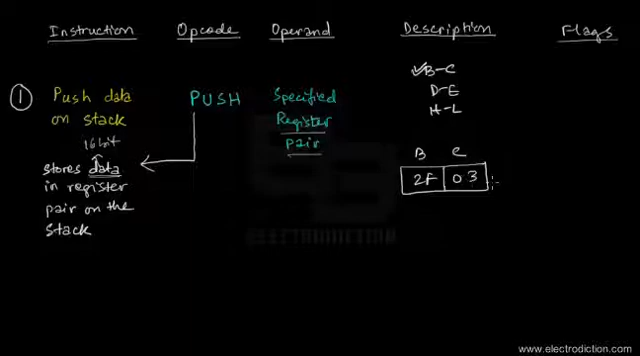 Instruction Opcode Operand Description Flags
✓B-C
D-E
H-L
① Push data
on stack
PUSH
Specified
Register
pair
16 bit
stores data
in register
pair on the
stack
B C
2F 03
ELECTRODICTION
www.electrodiction.com